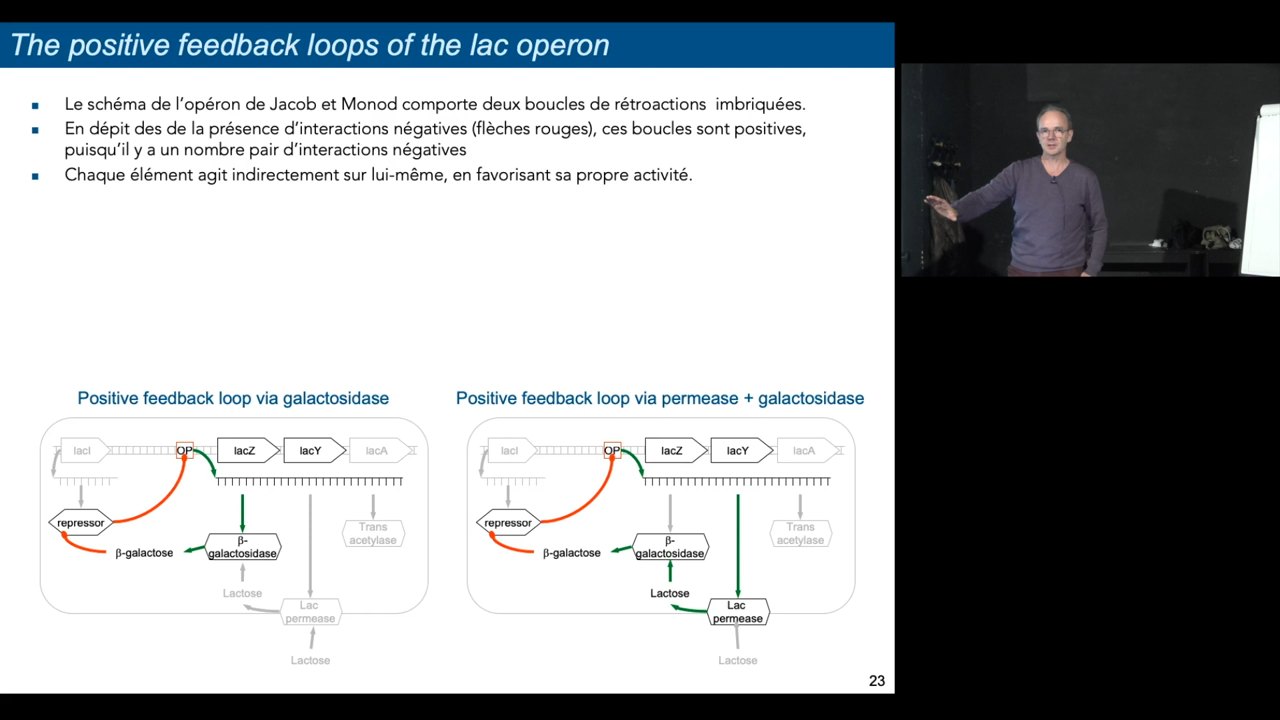 The positive feedback loops of the lac operon
Le schéma de l'opéron de Jacob et Monod comporte deux boucles de rétroactions imbriquées.
En dépit des de la présence d'interactions négatives (flèches rouges), ces boucles sont positives,
puisqu'il y a un nombre pair d'interactions négatives
Chaque élément agit indirectement sur lui-même, en favorisant sa propre activité.
Positive feedback loop via galactosidase
lacI
OP
lacZ
lacY
lacA
repressor
β-galactose
β-
galactosidase
Trans
acetylase
Lactose
Lac
permease
Lactose
Positive feedback loop via permease + galactosidase
lacI
OP
lacZ
lacY
lacA
repressor
β-galactose
β-
galactosidase
Trans
acetylase
Lactose
Lac
permease
Lactose
23